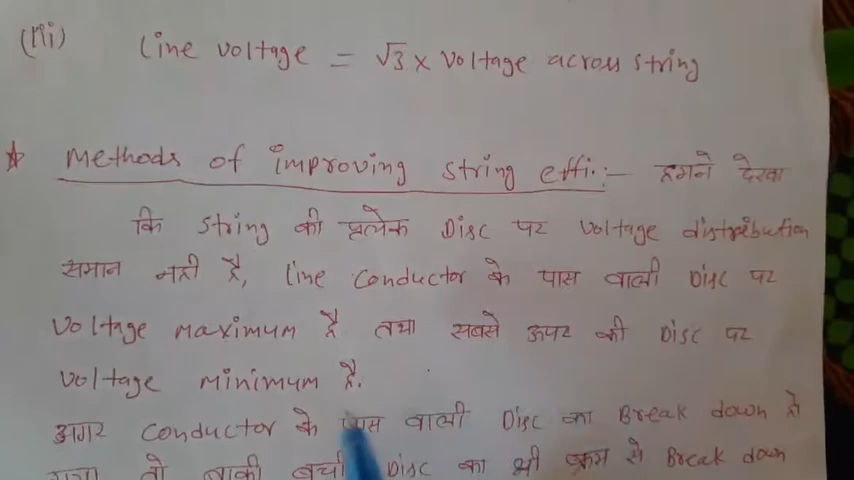 (iii) Line voltage = √3 × voltage across string
* Methods of improving string effi.:– हमने देखा
कि string की प्रत्येक Disc पर voltage distribution
समान नही है, line conductor के पास वाली Disc पर
voltage maximum है तथा सबसे ऊपर की Disc पर
voltage minimum है.
अगर conductor के पास वाली Disc का Break down हो
गया तो बाकी बची Disc का भी क्रम से Break down